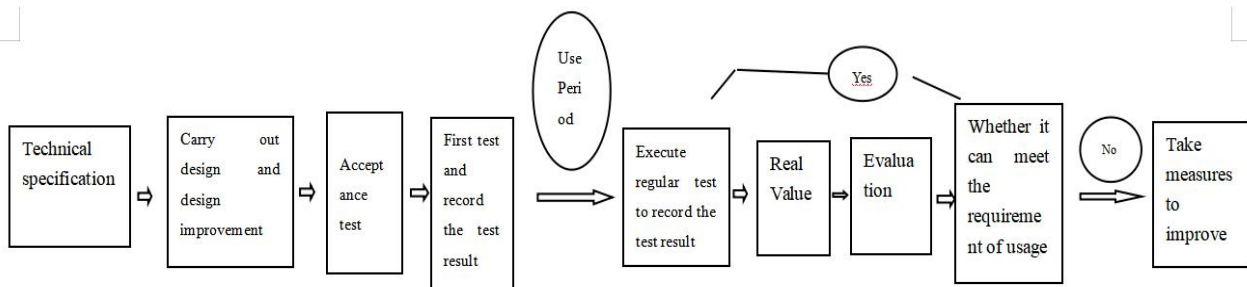 Technical
specification
Carry out
design and
design
improvement
Accept
ance
test
First test
and
record
the test
result
Use
Peri
od
Execute
regular test
to record the
test result
Real
Value
Yes
Evalua
tion
Whether it
can meet
the
requireme
nt of usage
No
Take
measures
to
improve